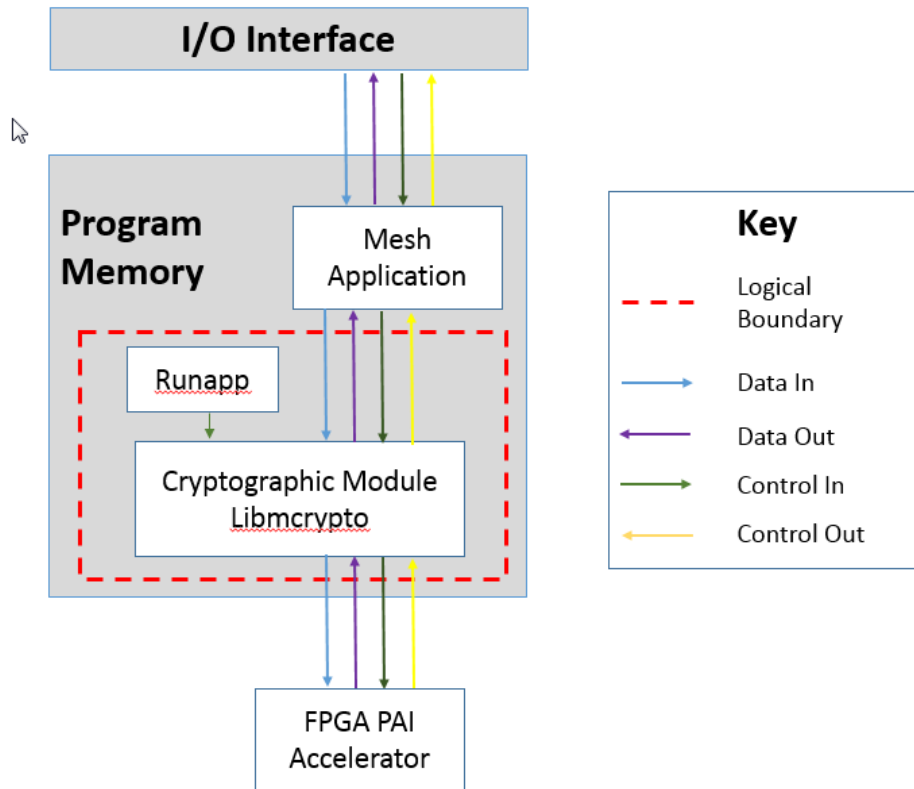 I/O Interface
Program
Memory
Mesh
Application
Runapp
Cryptographic Module
Libmcrypto
FPGA PAI
Accelerator
Key
Logical
Boundary
Data In
Data Out
Control In
Control Out